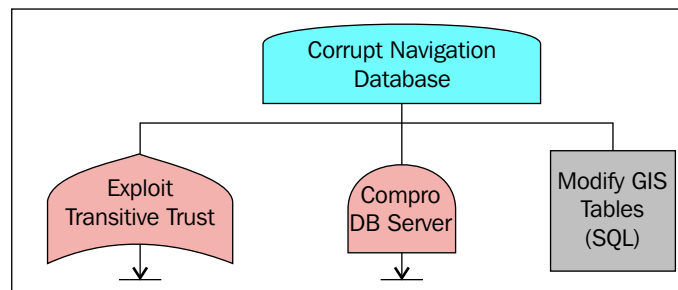 Corrupt Navigation
Database
Exploit
Transitive Trust
Compro
DB Server
Modify GIS
Tables
(SQL)